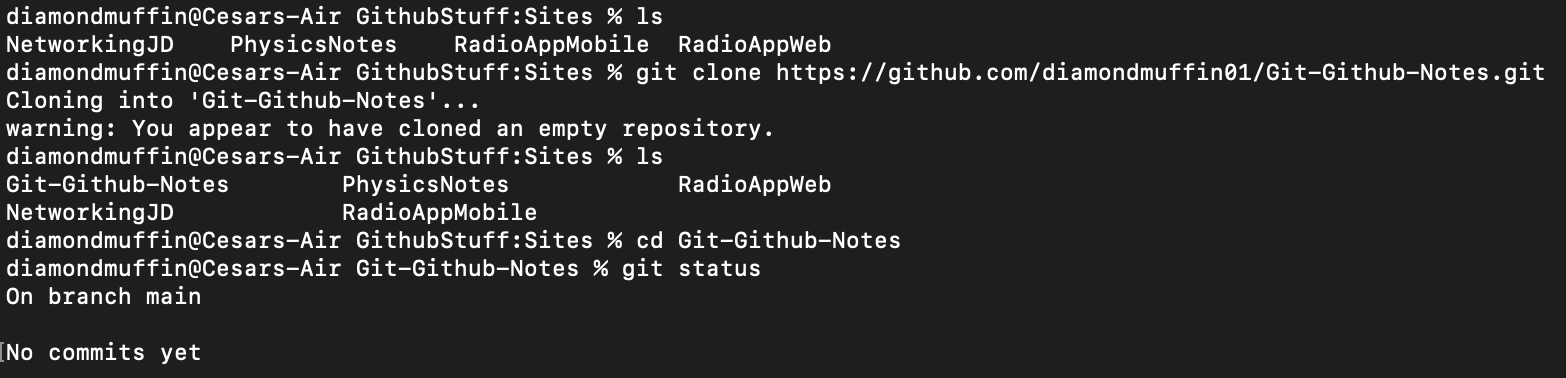 diamondmuffin@Cesars-Air GithubStuff:Sites % ls
NetworkingJD    PhysicsNotes    RadioAppMobile  RadioAppWeb
diamondmuffin@Cesars-Air GithubStuff:Sites % git clone https://github.com/diamondmuffin01/Git-Github-Notes.git
Cloning into 'Git-Github-Notes'...
warning: You appear to have cloned an empty repository.
diamondmuffin@Cesars-Air GithubStuff:Sites % ls
Git-Github-Notes        PhysicsNotes            RadioAppWeb
NetworkingJD            RadioAppMobile
diamondmuffin@Cesars-Air GithubStuff:Sites % cd Git-Github-Notes
diamondmuffin@Cesars-Air Git-Github-Notes % git status
On branch main
No commits yet